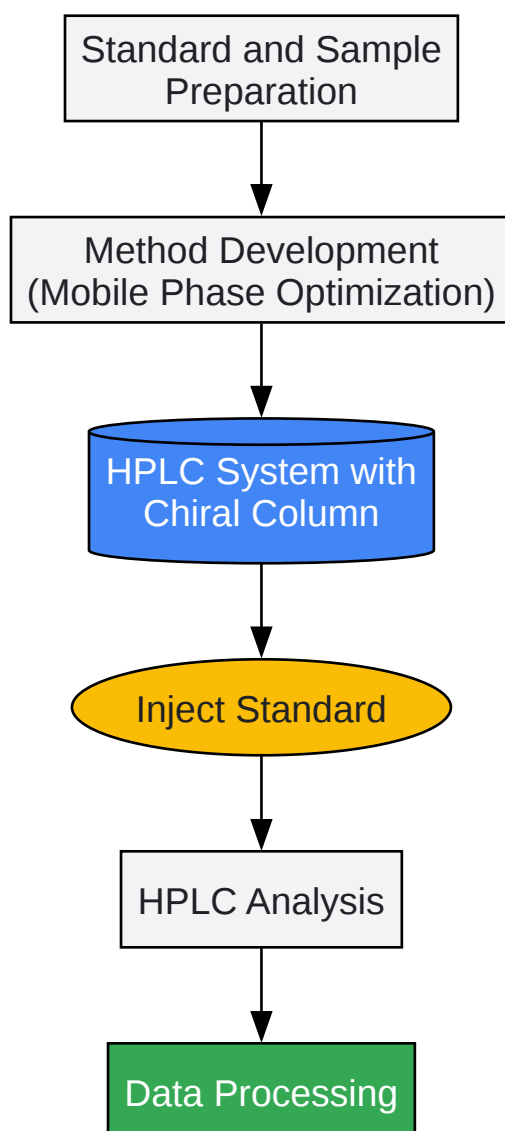 Standard and Sample
Preparation
Method Development
(Mobile Phase Optimization)
HPLC System with
Chiral Column
Inject Standard
HPLC Analysis
Data Processing